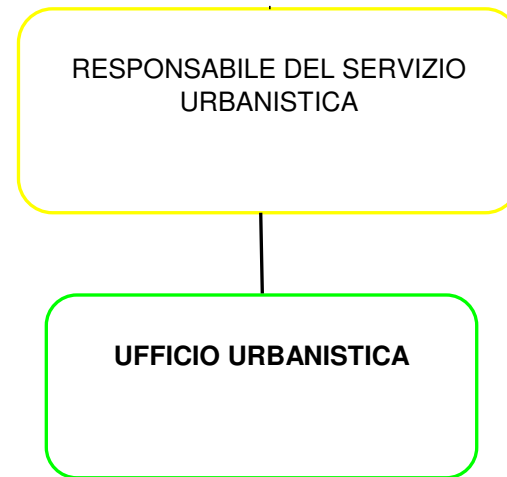 RESPONSABILE DEL SERVIZIO
URBANISTICA
UFFICIO URBANISTICA